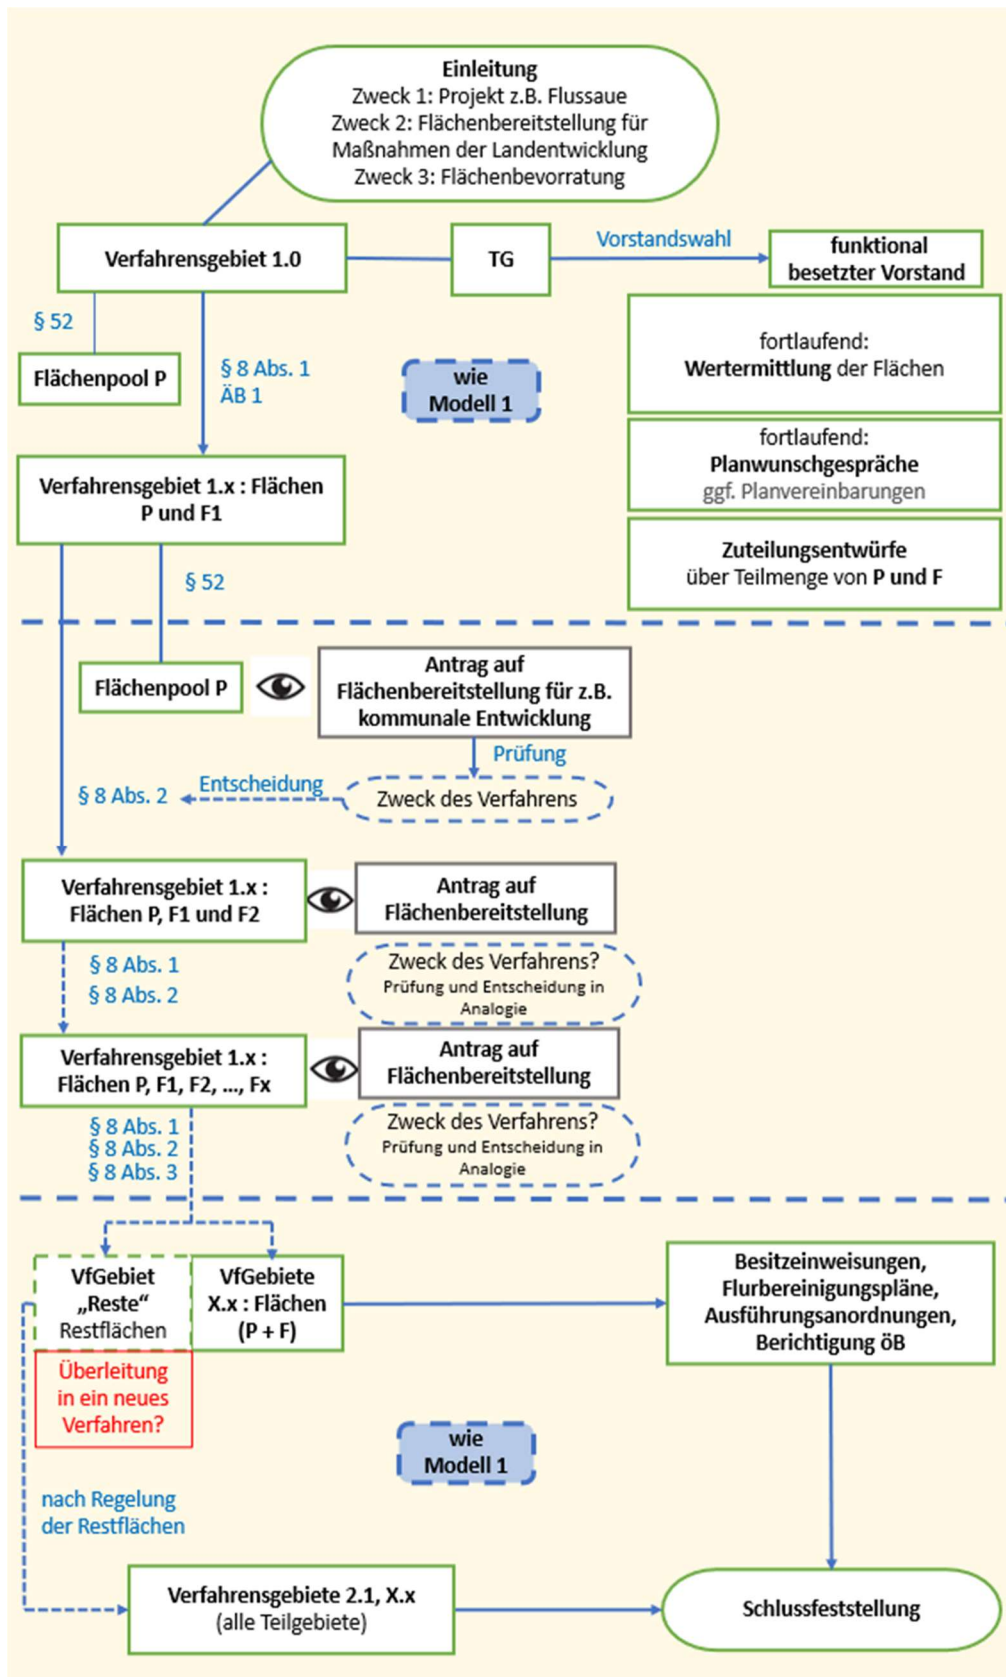 Einleitung
Zweck 1: Projekt z.B. Flussaue
Zweck 2: Flächenbereitstellung für
Maßnahmen der Landentwicklung
Zweck 3: Flächenbevorratung
Verfahrensgebiet 1.0
TG
Vorstandswahl
funktional
besetzter Vorstand
§ 52
Flächenpool P
§ 8 Abs. 1
ÄB 1
wie
Modell 1
fortlaufend:
Wertermittlung der Flächen
fortlaufend:
Planwunschgespräche
ggf. Planvereinbarungen
Verfahrensgebiet 1.x : Flächen
P und F1
Zuteilungsentwürfe
über Teilmenge von P und F
§ 52
Flächenpool P
Antrag auf
Flächenbereitstellung für z.B.
kommunale Entwicklung
Prüfung
Zweck des Verfahrens
Entscheidung
§ 8 Abs. 2
Verfahrensgebiet 1.x :
Flächen P, F1 und F2
Antrag auf
Flächenbereitstellung
Zweck des Verfahrens?
Prüfung und Entscheidung in
Analogie
§ 8 Abs. 1
§ 8 Abs. 2
Verfahrensgebiet 1.x :
Flächen P, F1, F2, ..., Fx
Antrag auf
Flächenbereitstellung
Zweck des Verfahrens?
Prüfung und Entscheidung in
Analogie
§ 8 Abs. 1
§ 8 Abs. 2
§ 8 Abs. 3
VfGebiet
„Reste“
Restflächen
VfGebiete
X.x : Flächen
(P + F)
Besitzeinweisungen,
Flurbereinigungspläne,
Ausführungsanordnungen,
Berichtigung öB
Überleitung
in ein neues
Verfahren?
wie
Modell 1
nach Regelung
der Restflächen
Verfahrensgebiete 2.1, X.x
(alle Teilgebiete)
Schlussfeststellung